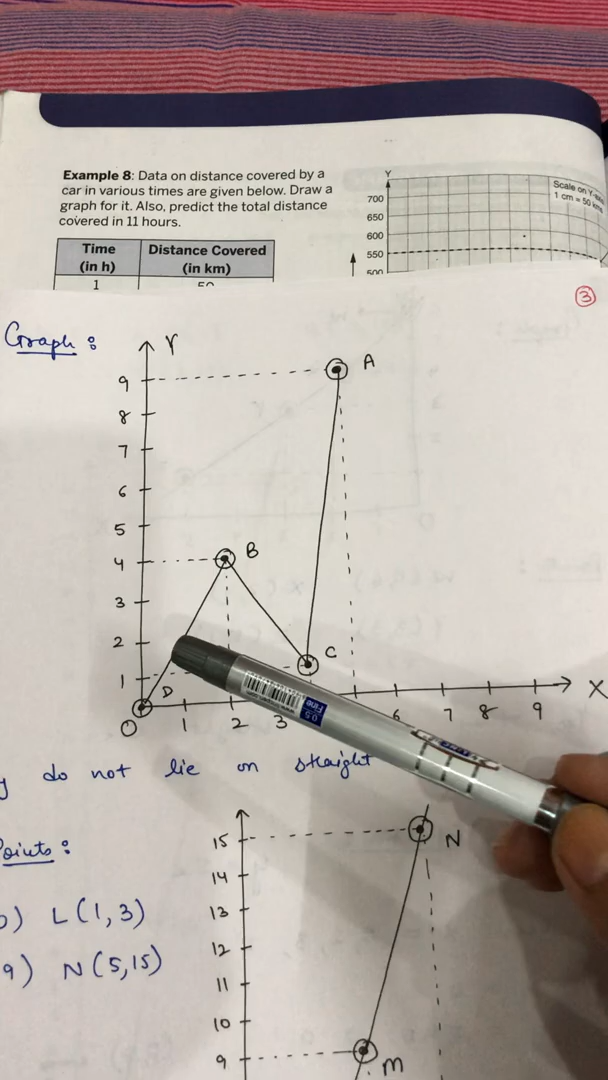 Example 8: Data on distance covered by a
car in various times are given below. Draw a
graph for it. Also, predict the total distance
covered in 11 hours.
Time (in h) Distance Covered (in km)
1
Y
Scale on Y-
1 cm = 50
700
650
600
550
500
3
Graph :
Y
A
9
8
7
6
5
4
B
3
2
C
1
D
O
1 2 3 6 7 8 9
X
do not lie on straight
Points :
L(1,3)
N(5,15)
15
N
14
13
12
11
10
9
M
0.5
Fine